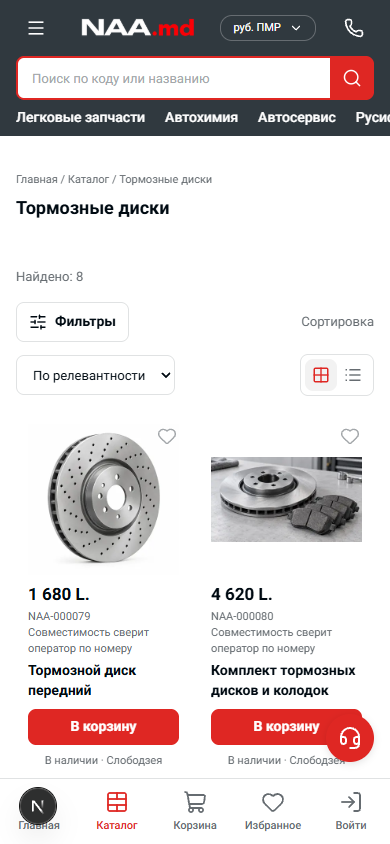 NAA.md
руб. ПМР
Поиск по коду или названию
Легковые запчасти Автохимия Автосервис
Главная / Каталог / Тормозные диски
Тормозные диски
Найдено: 8
Фильтры
Сортировка
По релевантности
1 680 L.
NAA-000079
Совместимость сверит
оператор по номеру
Тормозной диск
передний
В корзину
В наличии · Слободзея
4 620 L.
NAA-000080
Совместимость сверит
оператор по номеру
Комплект тормозных
дисков и колодок
В корзину
В наличии · Слободзея
N
Главная
Каталог
Корзина
Избранное
Войти